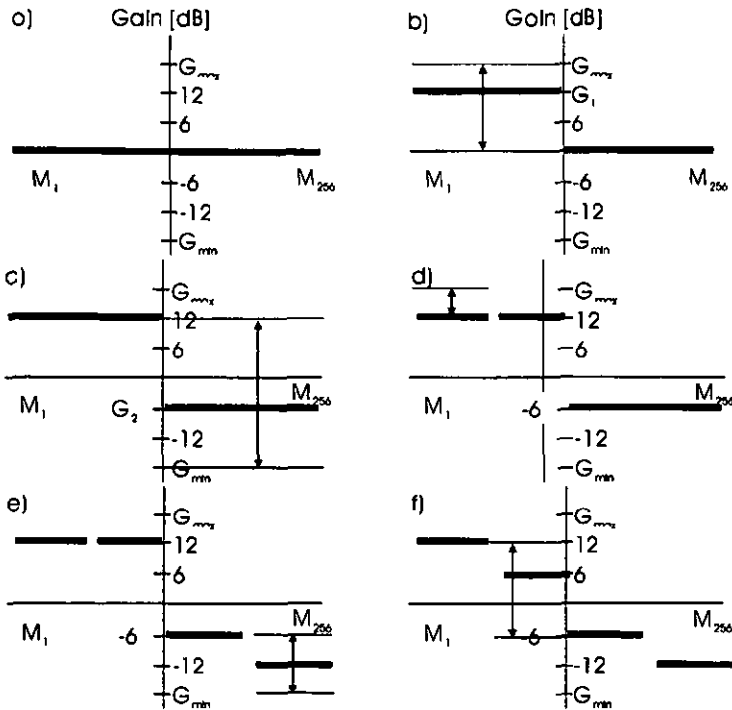 a) Gain [dB]
G_max
12
6
M_1 M_256
-6
-12
G_min
b) Gain [dB]
G_max
G_1
6
M_1 M_256
-6
-12
G_min
c)
G_max
12
6
M_1 G_2 M_256
-12
G_min
d)
G_max
12
6
M_1 -6 M_256
-12
G_min
e)
G_max
12
6
M_1 -6 M_256
-12
G_min
f)
G_max
12
6
M_1 -6 M_256
-12
G_min